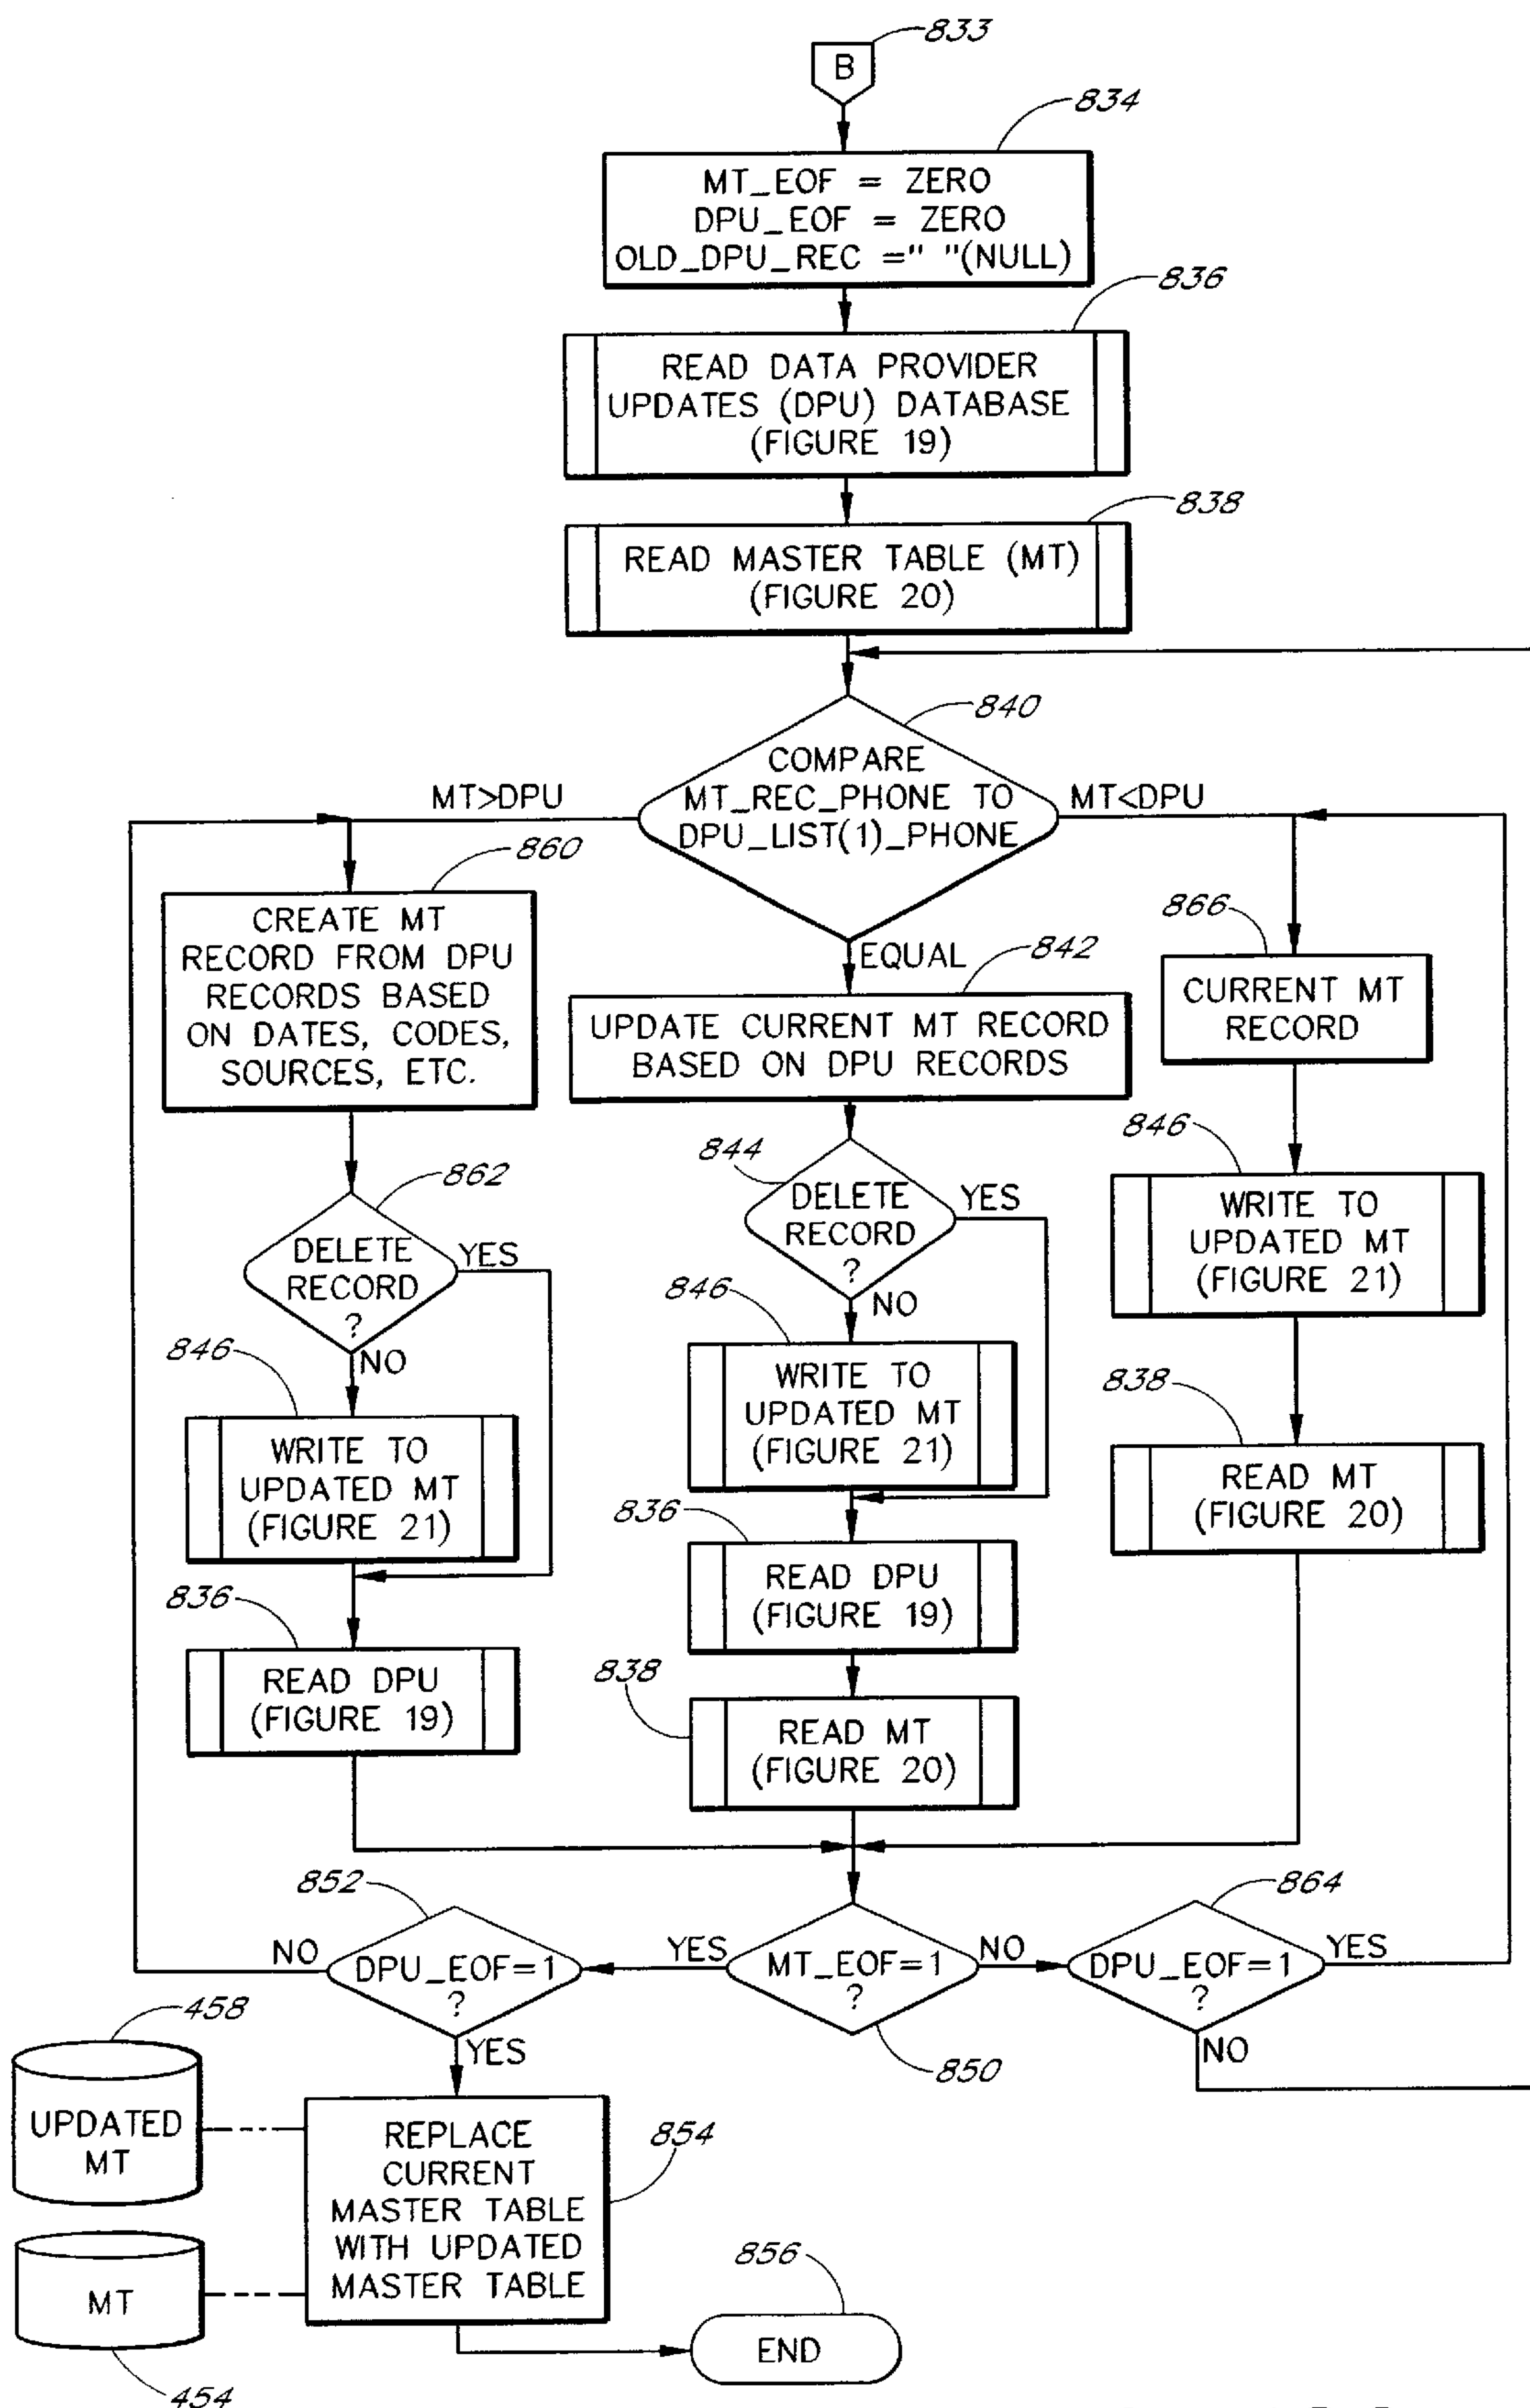 833
B
834
MT_EOF = ZERO
DPU_EOF = ZERO
OLD_DPU_REC =" "(NULL)
836
READ DATA PROVIDER
UPDATES (DPU) DATABASE
(FIGURE 19)
838
READ MASTER TABLE (MT)
(FIGURE 20)
840
COMPARE
MT_REC_PHONE TO
DPU_LIST(1)_PHONE
MT>DPU
MT<DPU
EQUAL
860
CREATE MT
RECORD FROM DPU
RECORDS BASED
ON DATES, CODES,
SOURCES, ETC.
842
UPDATE CURRENT MT RECORD
BASED ON DPU RECORDS
866
CURRENT MT
RECORD
862
DELETE
RECORD
?
YES
NO
844
DELETE
RECORD
?
YES
NO
846
WRITE TO
UPDATED MT
(FIGURE 21)
846
WRITE TO
UPDATED MT
(FIGURE 21)
846
WRITE TO
UPDATED MT
(FIGURE 21)
838
READ MT
(FIGURE 20)
836
READ DPU
(FIGURE 19)
836
READ DPU
(FIGURE 19)
838
READ MT
(FIGURE 20)
852
DPU_EOF=1
?
NO
YES
YES
MT_EOF=1
?
850
NO
864
DPU_EOF=1
?
YES
NO
458
UPDATED
MT
REPLACE
CURRENT
MASTER TABLE
WITH UPDATED
MASTER TABLE
854
MT
454
856
END